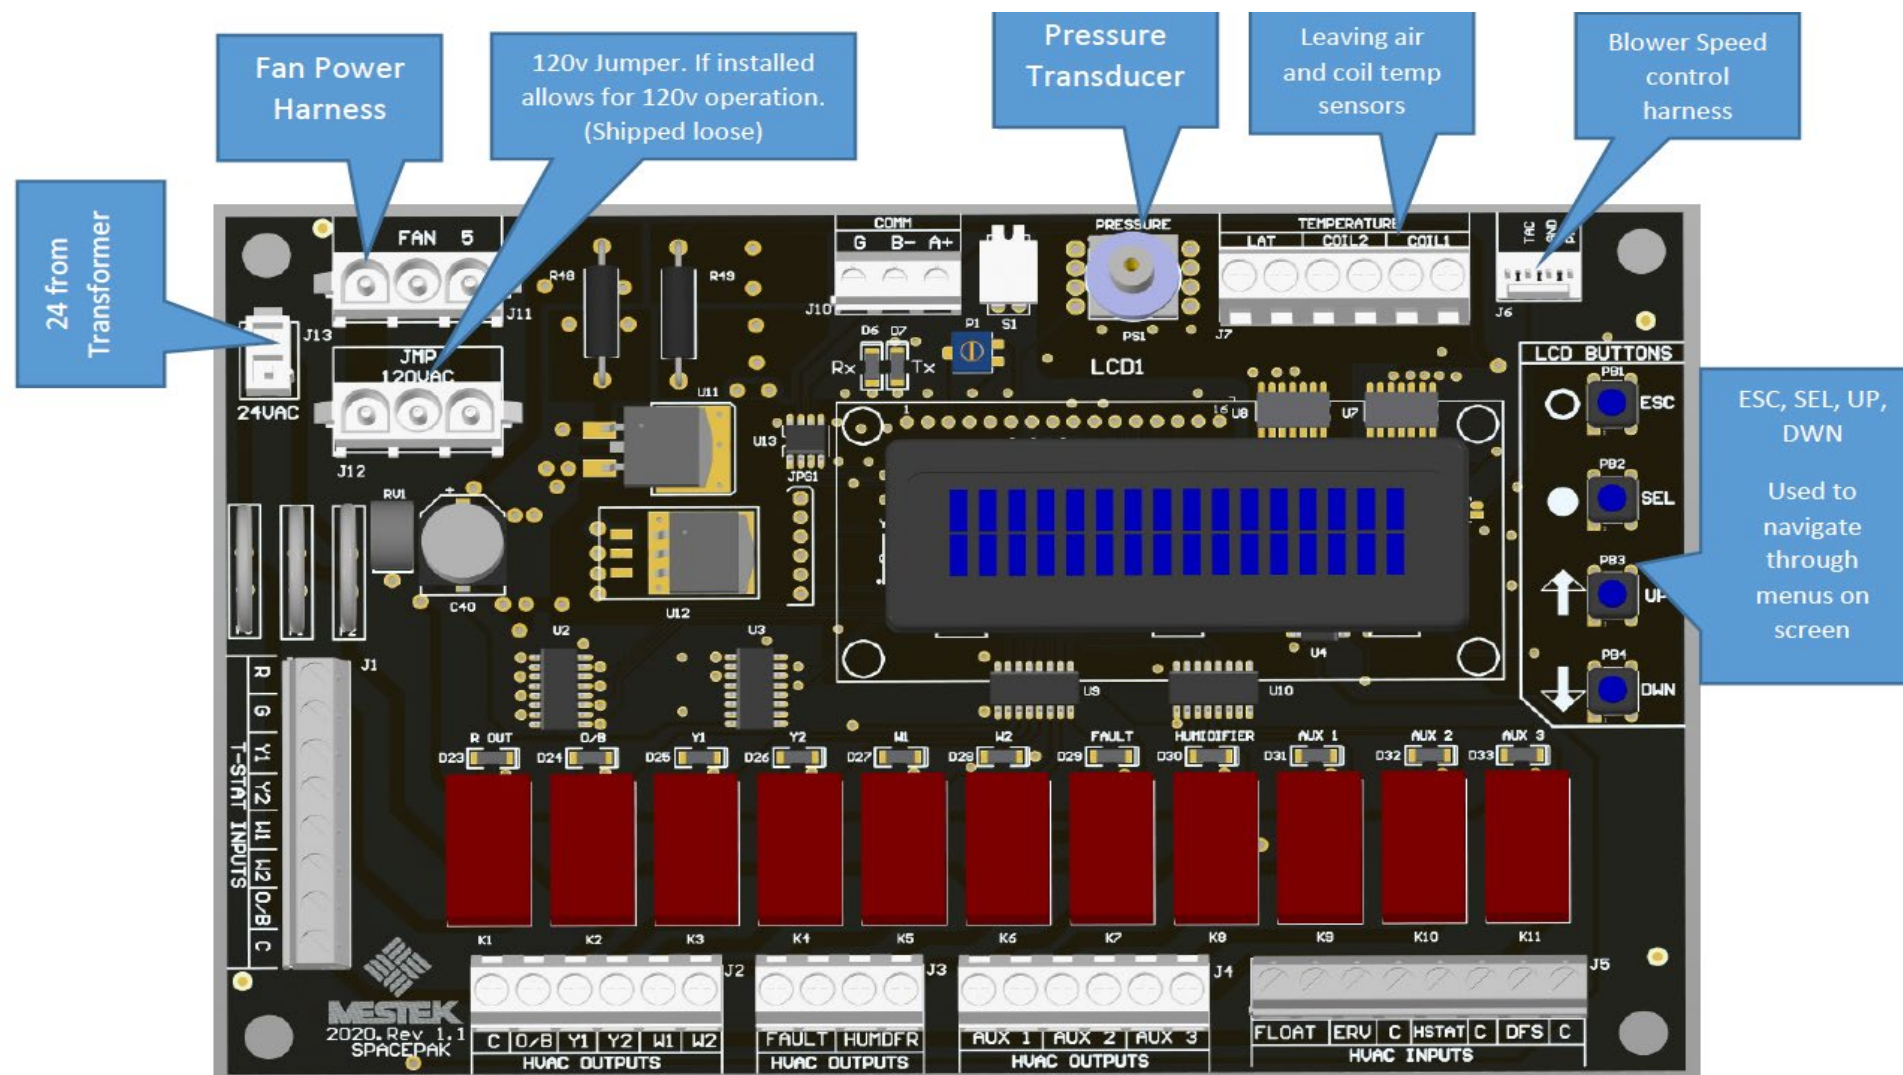 Fan Power
Harness
120v Jumper. If installed
allows for 120v operation.
(Shipped loose)
Pressure
Transducer
Leaving air
and coil temp
sensors
Blower Speed
control
harness
24 from
Transformer
FAN 5
J11
J13
24VAC
JMP
120VAC
J12
R48
R49
COMM
G B- A+
J10
S1
D6 D7
Rx Tx
P1
PRESSURE
PS1
LCD1
TEMPERATURE
LAT COIL2 COIL1
J7
TAC
GND
J6
LCD BUTTONS
PB1
ESC
PB2
SEL
PB3
UP
PB4
DWN
ESC, SEL, UP,
DWN
Used to
navigate
through
menus on
screen
RV1
+
C40
U11
U13
JPG1
U12
1
16
U8
U7
U2
U3
U4
U9
U10
J1
T-STAT INPUTS
R G Y1 Y2 W1 W2 O/B C
R OUT O/B Y1 Y2 W1 W2 FAULT HUMIDIFIER AUX 1 AUX 2 AUX 3
D23 D24 D25 D26 D27 D28 D29 D30 D31 D32 D33
K1 K2 K3 K4 K5 K6 K7 K8 K9 K10 K11
J2
J3
J4
J5
MESTEK
2020.Rev 1.1
SPACEPAK
C O/B Y1 Y2 W1 W2
HVAC OUTPUTS
FAULT HUMDFR
HVAC OUTPUTS
AUX 1 AUX 2 AUX 3
HVAC OUTPUTS
FLOAT ERV C HSTAT C DFS C
HVAC INPUTS